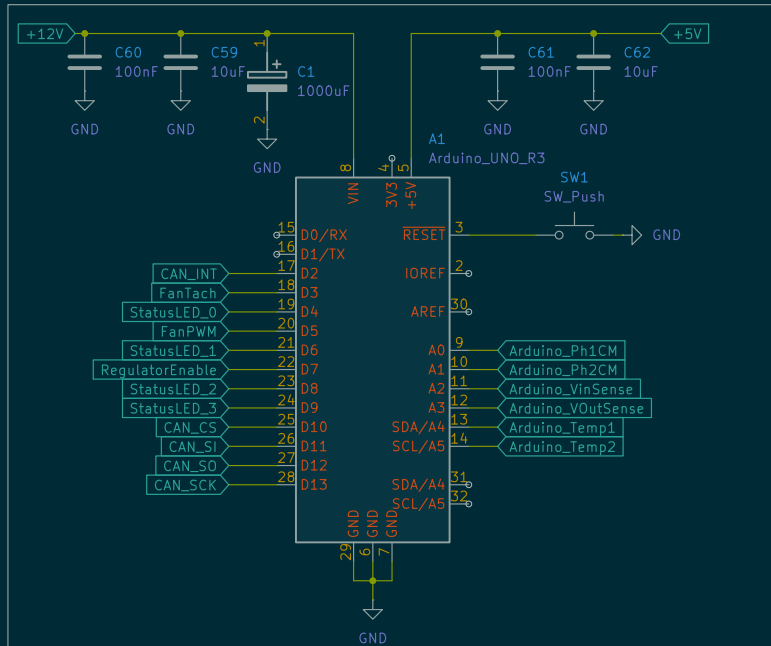 +12V
+5V
1
C60
100nF
C59
10uF
C1
1000uF
2
C61
100nF
C62
10uF
GND
GND
GND
GND
GND
A1
Arduino_UNO_R3
8
4
5
VIN
3V3
+5V
SW1
SW_Push
15
D0/RX
RESET
3
GND
16
D1/TX
CAN_INT
17
D2
IOREF
2
FanTach
18
D3
StatusLED_0
19
D4
AREF
30
FanPWM
20
D5
StatusLED_1
21
D6
A0
9
Arduino_Ph1CM
RegulatorEnable
22
D7
A1
10
Arduino_Ph2CM
StatusLED_2
23
D8
A2
11
Arduino_VinSense
StatusLED_3
24
D9
A3
12
Arduino_VOutSense
CAN_CS
25
D10
SDA/A4
13
Arduino_Temp1
CAN_SI
26
D11
SCL/A5
14
Arduino_Temp2
CAN_SO
27
D12
CAN_SCK
28
D13
SDA/A4
31
SCL/A5
32
GND
GND
GND
29
6
7
GND